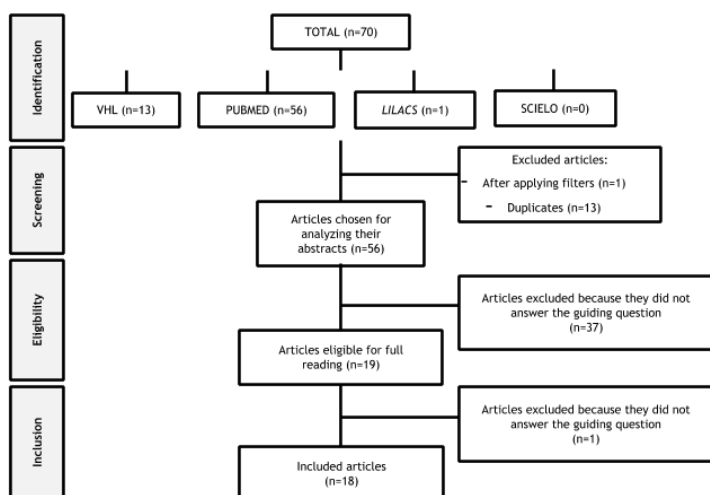 Identification
TOTAL (n=70)
VHL (n=13)
PUBMED (n=56)
LILACS (n=1)
SCIELO (n=0)
Screening
Excluded articles:
- After applying filters (n=1)
- Duplicates (n=13)
Articles chosen for
analyzing their
abstracts (n=56)
Eligibility
Articles excluded because they did not
answer the guiding question
(n=37)
Articles eligible for full
reading (n=19)
Inclusion
Articles excluded because they did not
answer the guiding question
(n=1)
Included articles
(n=18)